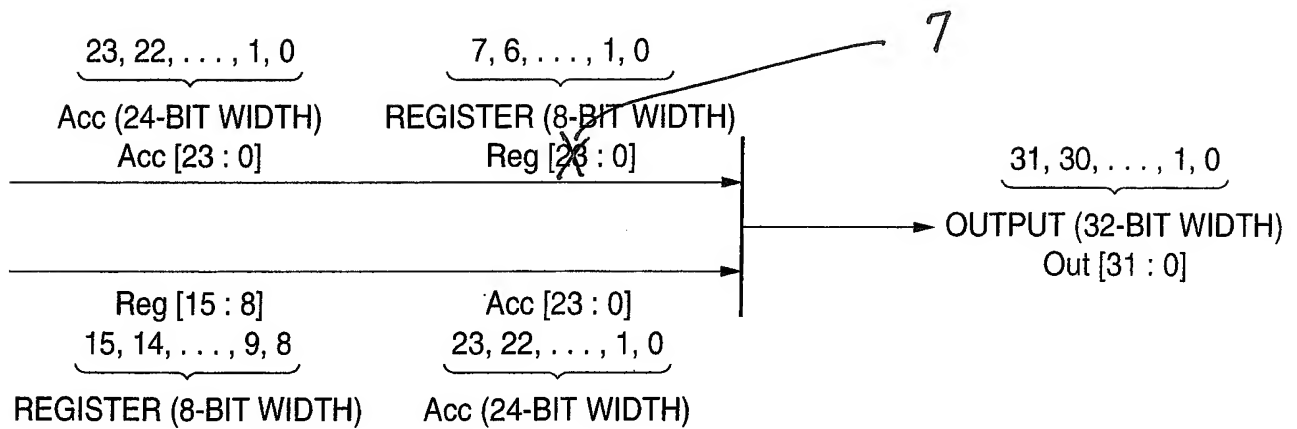 7
23, 22, . . . , 1, 0
7, 6, . . . , 1, 0
Acc (24-BIT WIDTH)
REGISTER (8-BIT WIDTH)
Acc [23 : 0]
Reg [23 : 0]
31, 30, . . . , 1, 0
OUTPUT (32-BIT WIDTH)
Out [31 : 0]
Reg [15 : 8]
Acc [23 : 0]
15, 14, . . . , 9, 8
23, 22, . . . , 1, 0
REGISTER (8-BIT WIDTH)
Acc (24-BIT WIDTH)